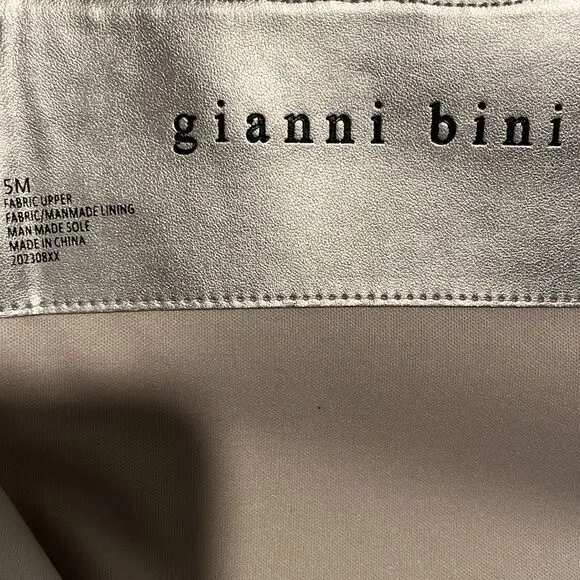 gianni bini
5M
FABRIC UPPER
FABRIC/MANMADE LINING
MAN MADE SOLE
MADE IN CHINA
202308XX